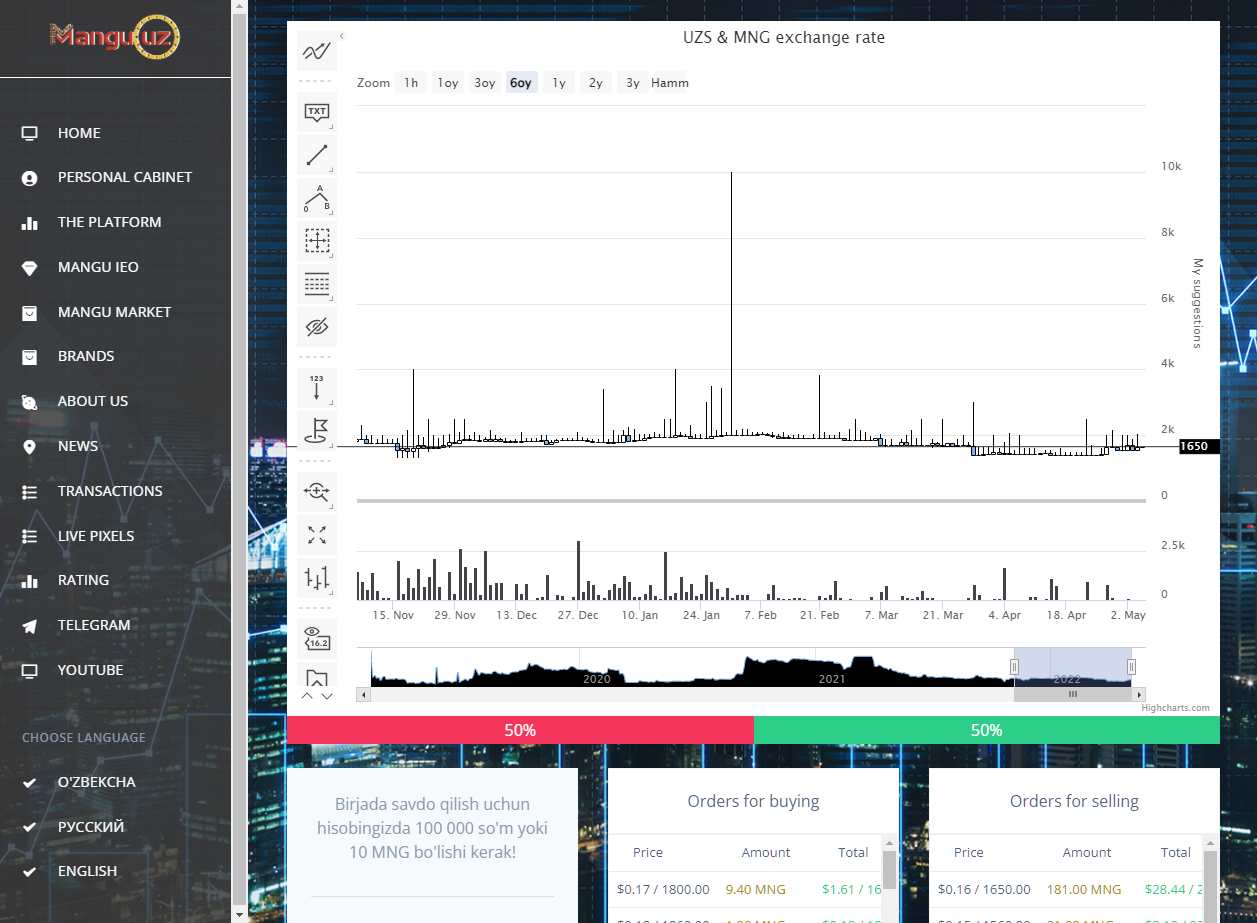 Mangu uz
HOME
PERSONAL CABINET
THE PLATFORM
MANGU IEO
MANGU MARKET
BRANDS
ABOUT US
NEWS
TRANSACTIONS
LIVE PIXELS
RATING
TELEGRAM
YOUTUBE
CHOOSE LANGUAGE
O'ZBEKCHA
РУССКИЙ
ENGLISH
UZS & MNG exchange rate
Zoom 1h 1oy 3oy 6oy 1y 2y 3y Hamm
TXT
A
0 B
123
16.2
10k
8k
6k
4k
2k
1650
0
My suggestions
2.5k
0
15. Nov 29. Nov 13. Dec 27. Dec 10. Jan 24. Jan 7. Feb 21. Feb 7. Mar 21. Mar 4. Apr 18. Apr 2. May
2020 2021 2022
Highcharts.com
50% 50%
Birjada savdo qilish uchun
hisobingizda 100 000 so'm yoki
10 MNG bo'lishi kerak!
Orders for buying
Price Amount Total
$0.17 / 1800.00 9.40 MNG $1.61 / 16
Orders for selling
Price Amount Total
$0.16 / 1650.00 181.00 MNG $28.44 / 2